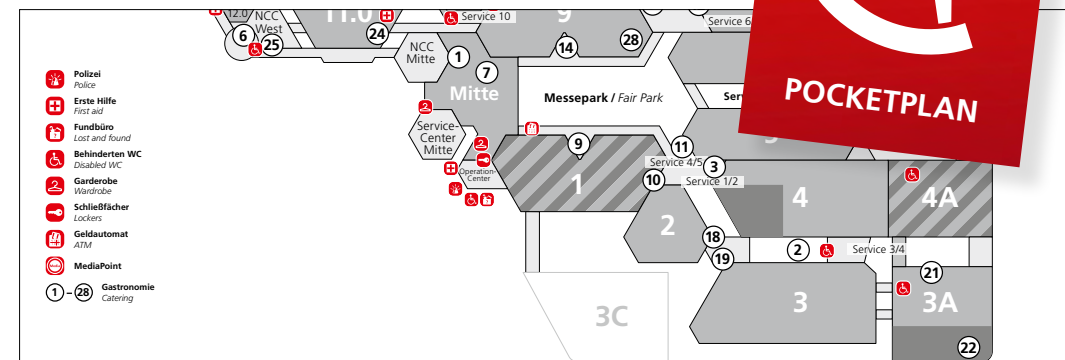 12.0
NCC
West
11.0
9
Service 10
Service 6
6
25
24
14
28
NCC
Mitte
1
7
Mitte
Messepark / Fair Park
Ser
POCKETPLAN
Polizei
Police
Erste Hilfe
First aid
Fundbüro
Lost and found
Behinderten WC
Disabled WC
Garderobe
Wardrobe
Schließfächer
Lockers
Geldautomat
ATM
MediaPoint
1 – 28
Gastronomie
Catering
Service-
Center
Mitte
Operation-
Center
9
1
11
Service 4/5
3
10
Service 1/2
4
4A
2
18
19
2
Service 3/4
21
3
3A
3C
22